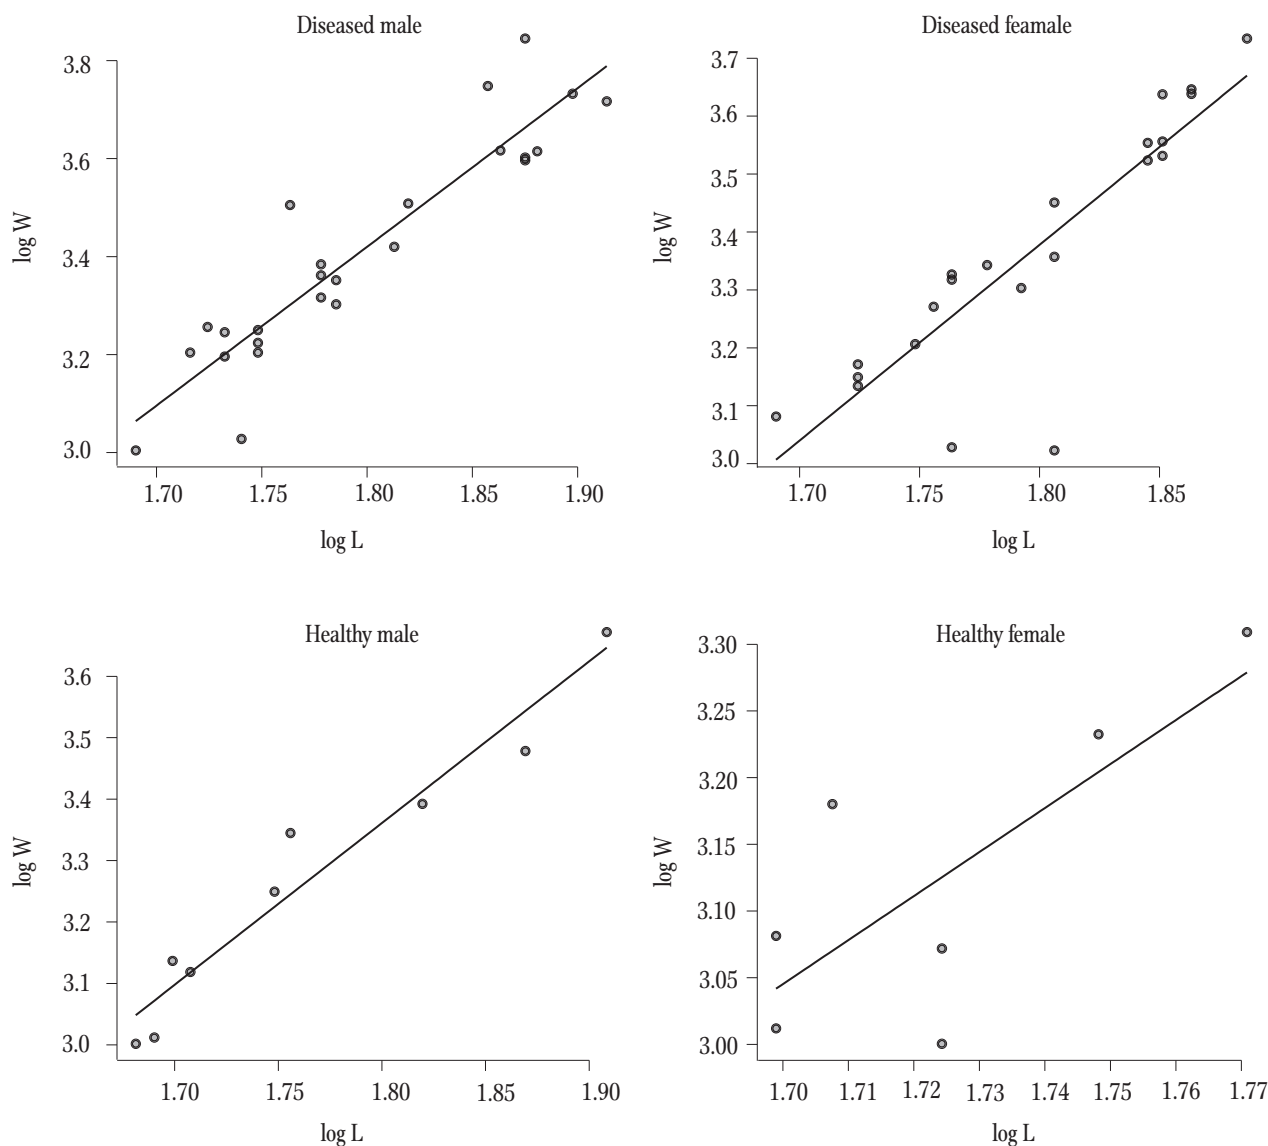 Diseased male
log W
3.8
3.6
3.4
3.2
3.0
1.70 1.75 1.80 1.85 1.90
log L
Diseased feamale
log W
3.7
3.6
3.5
3.4
3.3
3.2
3.1
3.0
1.70 1.75 1.80 1.85
log L
Healthy male
log W
3.6
3.5
3.4
3.3
3.2
3.1
3.0
1.70 1.75 1.80 1.85 1.90
log L
Healthy female
log W
3.30
3.25
3.20
3.15
3.10
3.05
3.00
1.70 1.71 1.72 1.73 1.74 1.75 1.76 1.77
log L